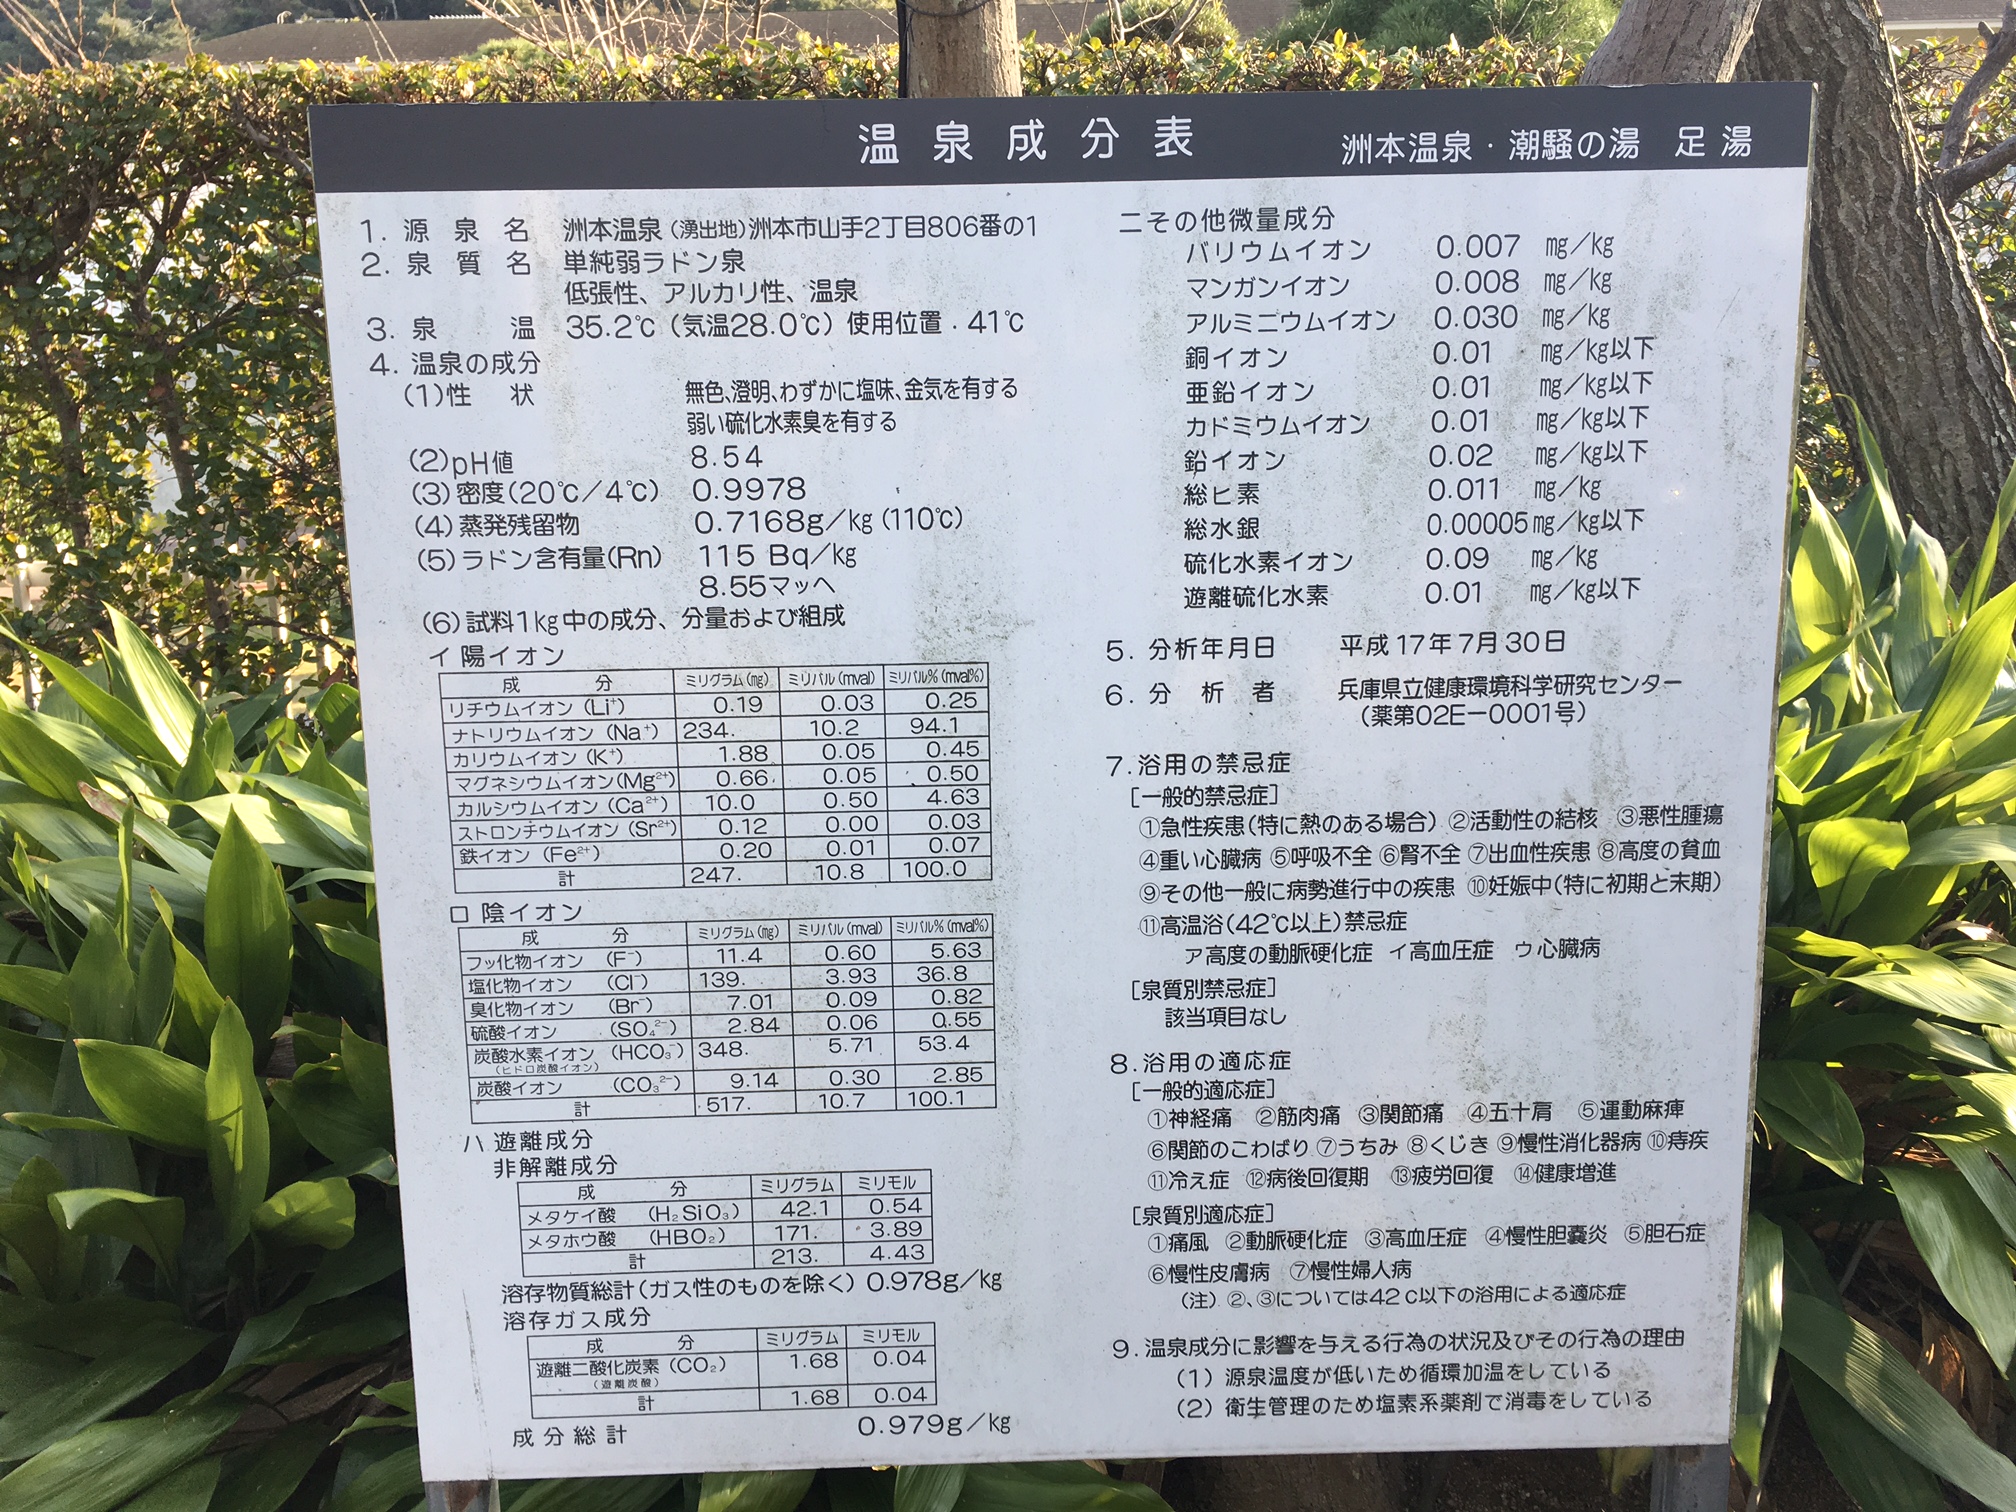 温泉成分表
洲本温泉・潮騒の湯 足湯
1. 源泉名 洲本温泉(湧出地)洲本市山手2丁目806番の1
2. 泉質名 単純弱ラドン泉
低張性、アルカリ性、温泉
3. 泉温 35.2℃(気温28.0℃)使用位置・41℃
4. 温泉の成分
(1)性状 無色、澄明、わずかに塩味、金気を有する
弱い硫化水素臭を有する
(2)pH値 8.54
(3)密度(20℃/4℃) 0.9978
(4)蒸発残留物 0.7168g/kg(110℃)
(5)ラドン含有量(Rn) 115 Bq/kg
8.55マッヘ
(6)試料1kg中の成分、分量および組成
イ 陽イオン
成分 ミリグラム(mg) ミリバル(mval) ミリバル%(mval%)
リチウムイオン(Li⁺) 0.19 0.03 0.25
ナトリウムイオン(Na⁺) 234. 10.2 94.1
カリウムイオン(K⁺) 1.88 0.05 0.45
マグネシウムイオン(Mg²⁺) 0.66 0.05 0.50
カルシウムイオン(Ca²⁺) 10.0 0.50 4.63
ストロンチウムイオン(Sr²⁺) 0.12 0.00 0.03
鉄イオン(Fe²⁺) 0.20 0.01 0.07
計 247. 10.8 100.0
ロ 陰イオン
成分 ミリグラム(mg) ミリバル(mval) ミリバル%(mval%)
フッ化物イオン(F⁻) 11.4 0.60 5.63
塩化物イオン(Cl⁻) 139. 3.93 36.8
臭化物イオン(Br⁻) 7.01 0.09 0.82
硫酸イオン(SO₄²⁻) 2.84 0.06 0.55
炭酸水素イオン(HCO₃⁻) 348. 5.71 53.4
(ヒドロ炭酸イオン)
炭酸イオン(CO₃²⁻) 9.14 0.30 2.85
計 517. 10.7 100.1
ハ 遊離成分
非解離成分
成分 ミリグラム ミリモル
メタケイ酸(H₂SiO₃) 42.1 0.54
メタホウ酸(HBO₂) 171. 3.89
計 213. 4.43
溶存物質総計(ガス性のものを除く) 0.978g/kg
溶存ガス成分
成分 ミリグラム ミリモル
遊離二酸化炭素(CO₂) 1.68 0.04
(遊離炭酸)
計 1.68 0.04
成分総計 0.979g/kg
ニその他微量成分
バリウムイオン 0.007 mg/kg
マンガンイオン 0.008 mg/kg
アルミニウムイオン 0.030 mg/kg
銅イオン 0.01 mg/kg以下
亜鉛イオン 0.01 mg/kg以下
カドミウムイオン 0.01 mg/kg以下
鉛イオン 0.02 mg/kg以下
総ヒ素 0.011 mg/kg
総水銀 0.00005mg/kg以下
硫化水素イオン 0.09 mg/kg
遊離硫化水素 0.01 mg/kg以下
5. 分析年月日 平成17年7月30日
6. 分析者 兵庫県立健康環境科学研究センター
(薬第02E-0001号)
7.浴用の禁忌症
[一般的禁忌症]
①急性疾患(特に熱のある場合) ②活動性の結核 ③悪性腫瘍
④重い心臓病 ⑤呼吸不全 ⑥腎不全 ⑦出血性疾患 ⑧高度の貧血
⑨その他一般に病勢進行中の疾患 ⑩妊娠中(特に初期と末期)
⑪高温浴(42℃以上)禁忌症
ア高度の動脈硬化症 イ高血圧症 ウ心臓病
[泉質別禁忌症]
該当項目なし
8.浴用の適応症
[一般的適応症]
①神経痛 ②筋肉痛 ③関節痛 ④五十肩 ⑤運動麻痺
⑥関節のこわばり ⑦うちみ ⑧くじき ⑨慢性消化器病 ⑩痔疾
⑪冷え症 ⑫病後回復期 ⑬疲労回復 ⑭健康増進
[泉質別適応症]
①痛風 ②動脈硬化症 ③高血圧症 ④慢性胆嚢炎 ⑤胆石症
⑥慢性皮膚病 ⑦慢性婦人病
(注) ②、③については42℃以下の浴用による適応症
9.温泉成分に影響を与える行為の状況及びその行為の理由
(1) 源泉温度が低いため循環加温をしている
(2) 衛生管理のため塩素系薬剤で消毒をしている